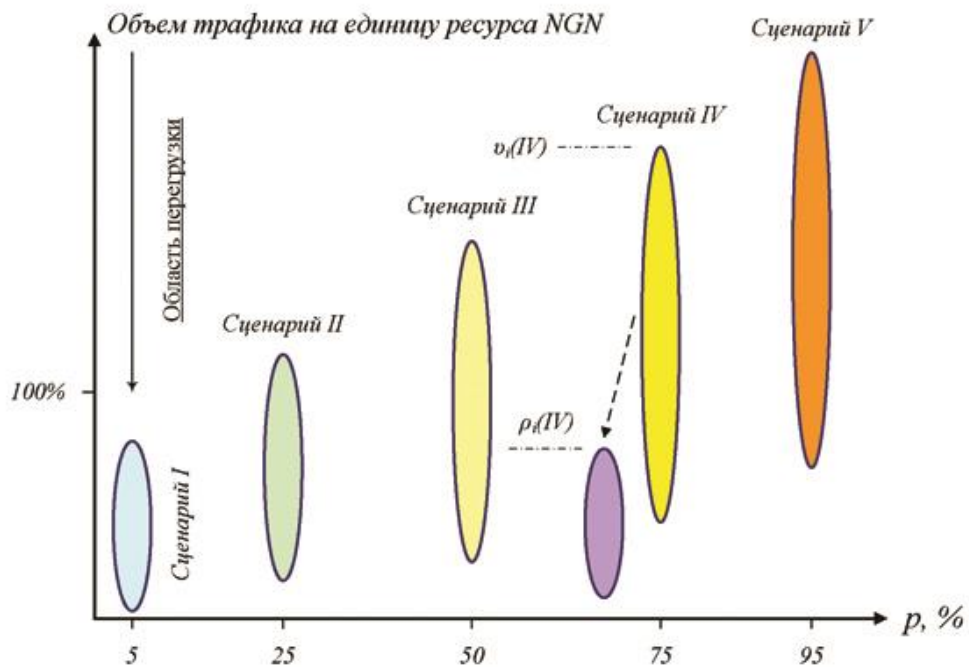 Объем трафика на единицу ресурса NGN
Сценарий V
Сценарий IV
υᵢ(IV)
Сценарий III
Область перегрузки
Сценарий II
100%
ρᵢ(IV)
Сценарий I
p, %
5
25
50
75
95